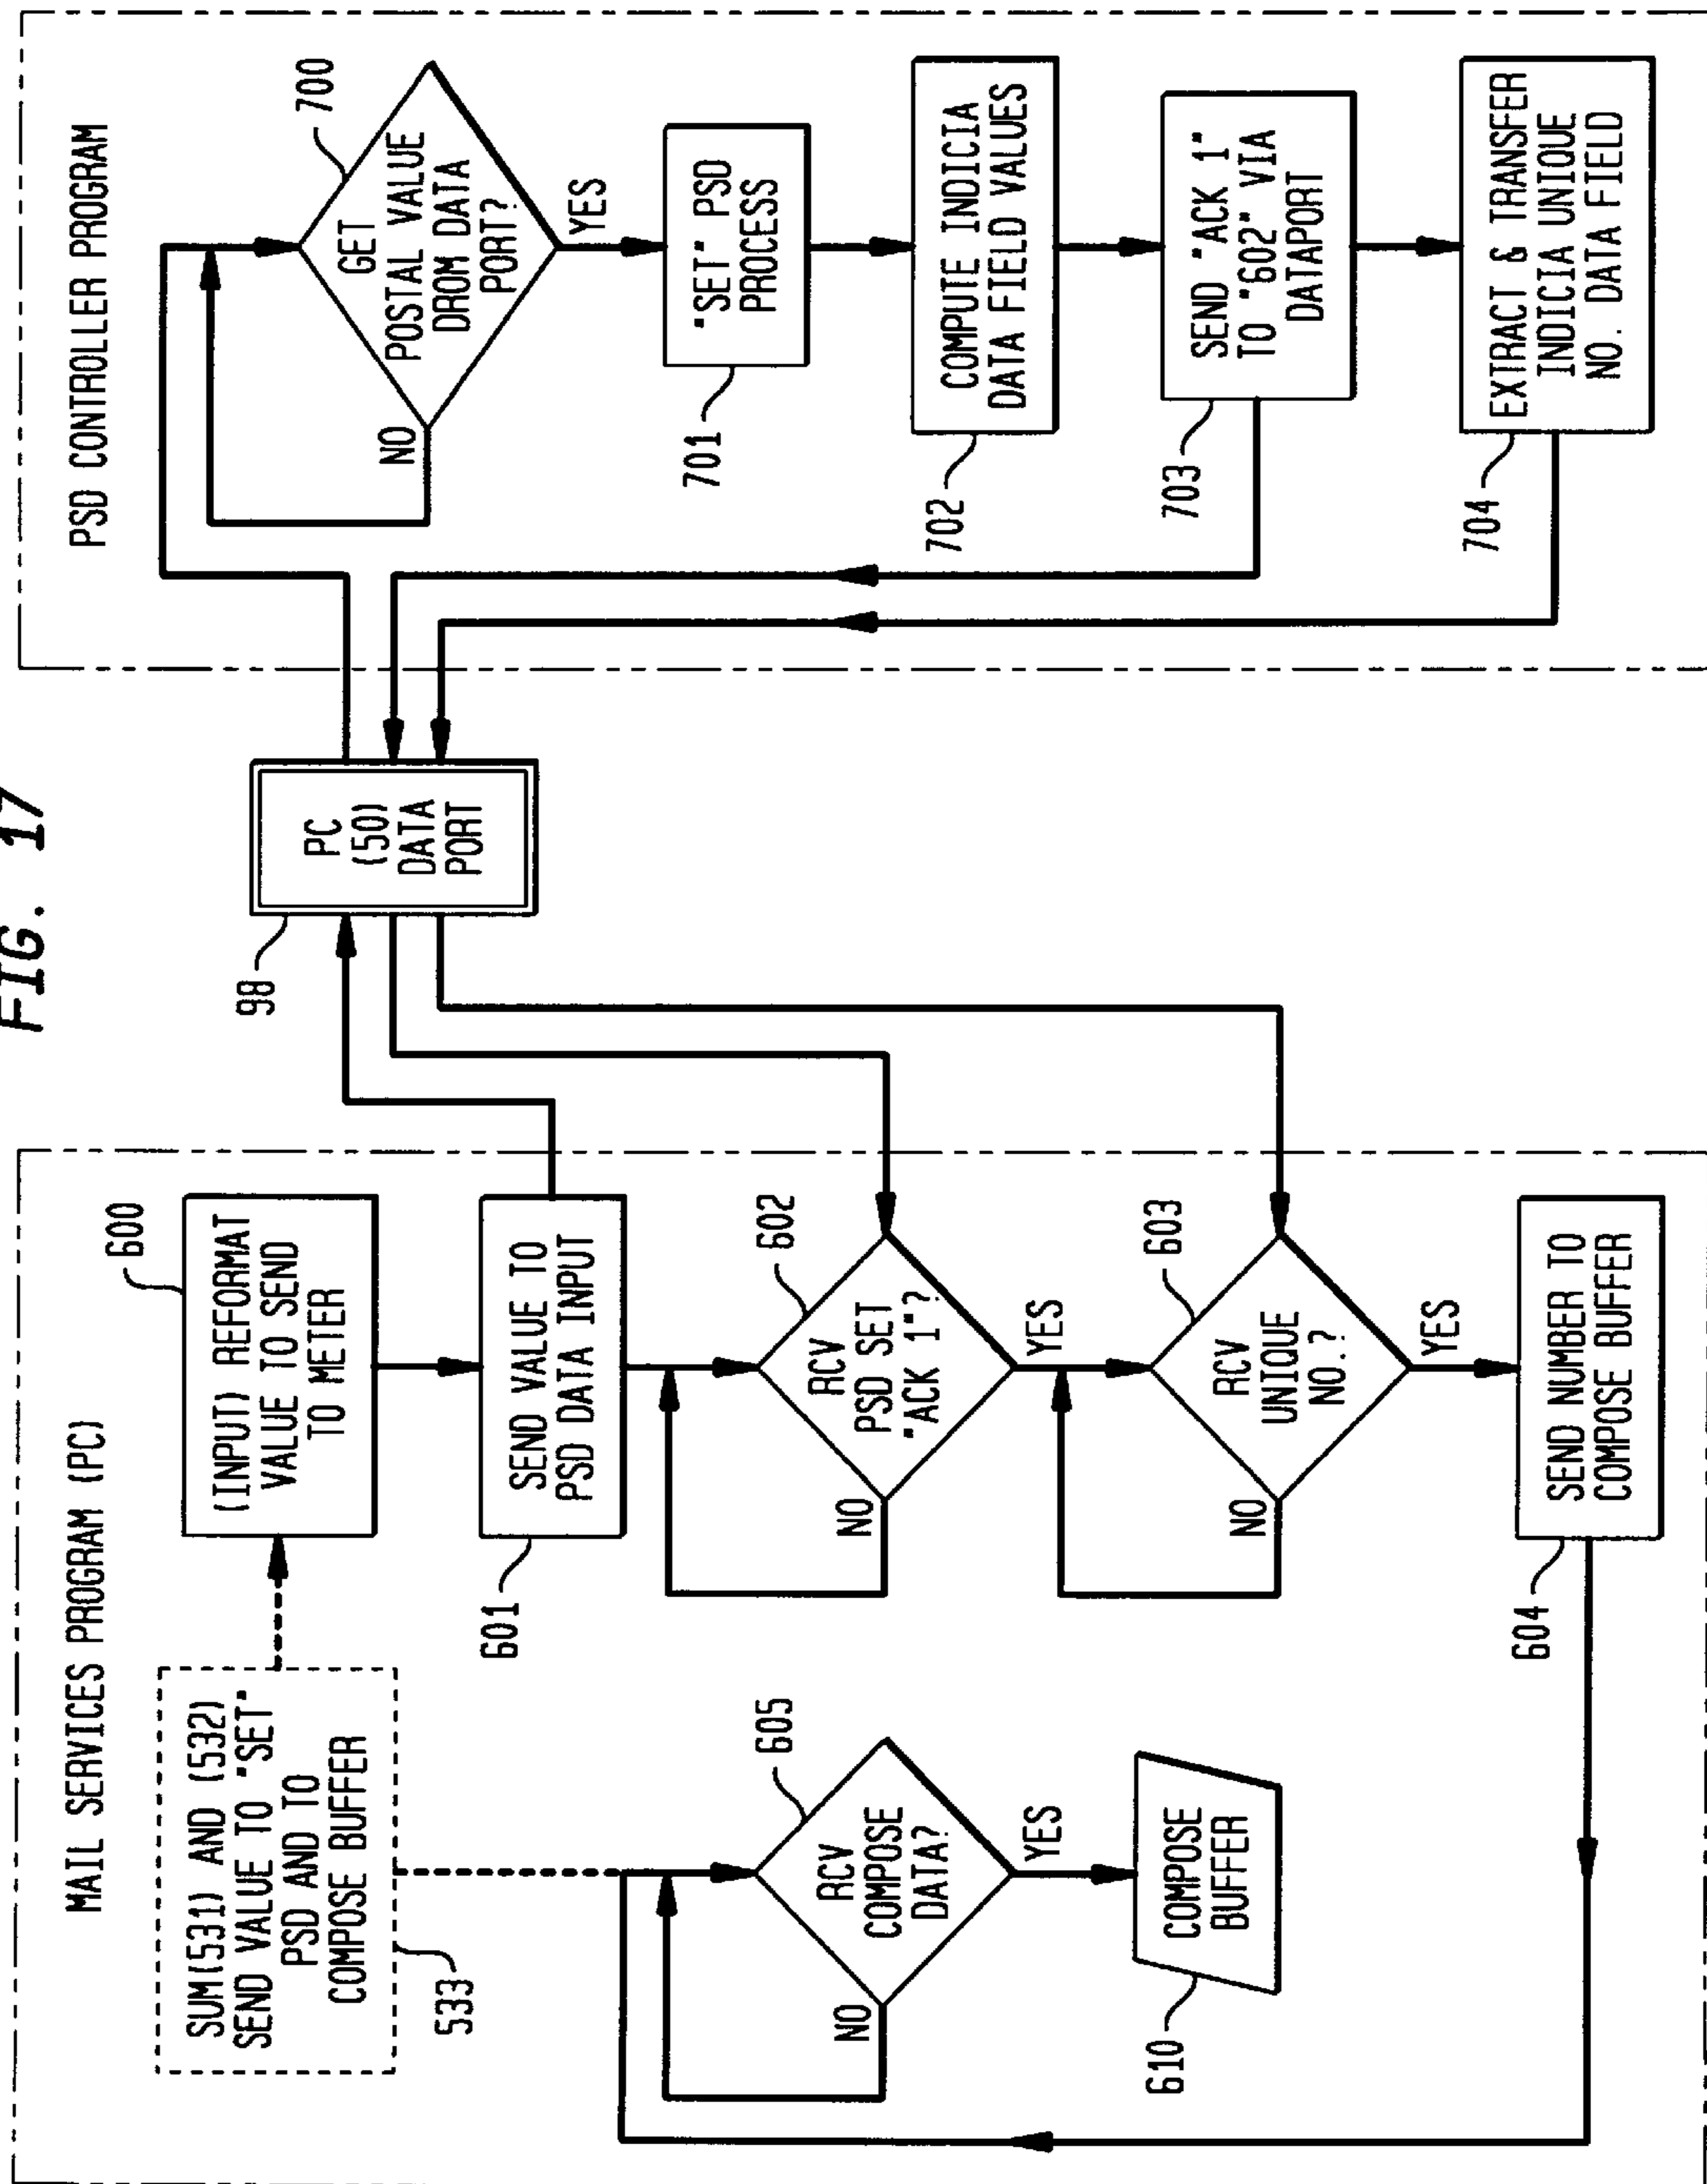 FIG. 17
MAIL SERVICES PROGRAM (PC)
SUM(531) AND (532)
SEND VALUE TO "SET"
PSD AND TO
COMPOSE BUFFER
533
RCV
COMPOSE
DATA?
605
NO
YES
COMPOSE
BUFFER
610
(INPUT) REFORMAT
VALUE TO SEND
TO METER
600
SEND VALUE TO
PSD DATA INPUT
601
RCV
PSD SET
"ACK 1"?
602
NO
YES
RCV
UNIQUE
NO.?
603
NO
YES
SEND NUMBER TO
COMPOSE BUFFER
604
PC
(50)
DATA
PORT
98
PSD CONTROLLER PROGRAM
GET
POSTAL VALUE
DROM DATA
PORT?
700
NO
YES
"SET" PSD
PROCESS
701
COMPUTE INDICIA
DATA FIELD VALUES
702
SEND "ACK 1"
TO "602" VIA
DATAPORT
703
EXTRACT & TRANSFER
INDICIA UNIQUE
NO. DATA FIELD
704